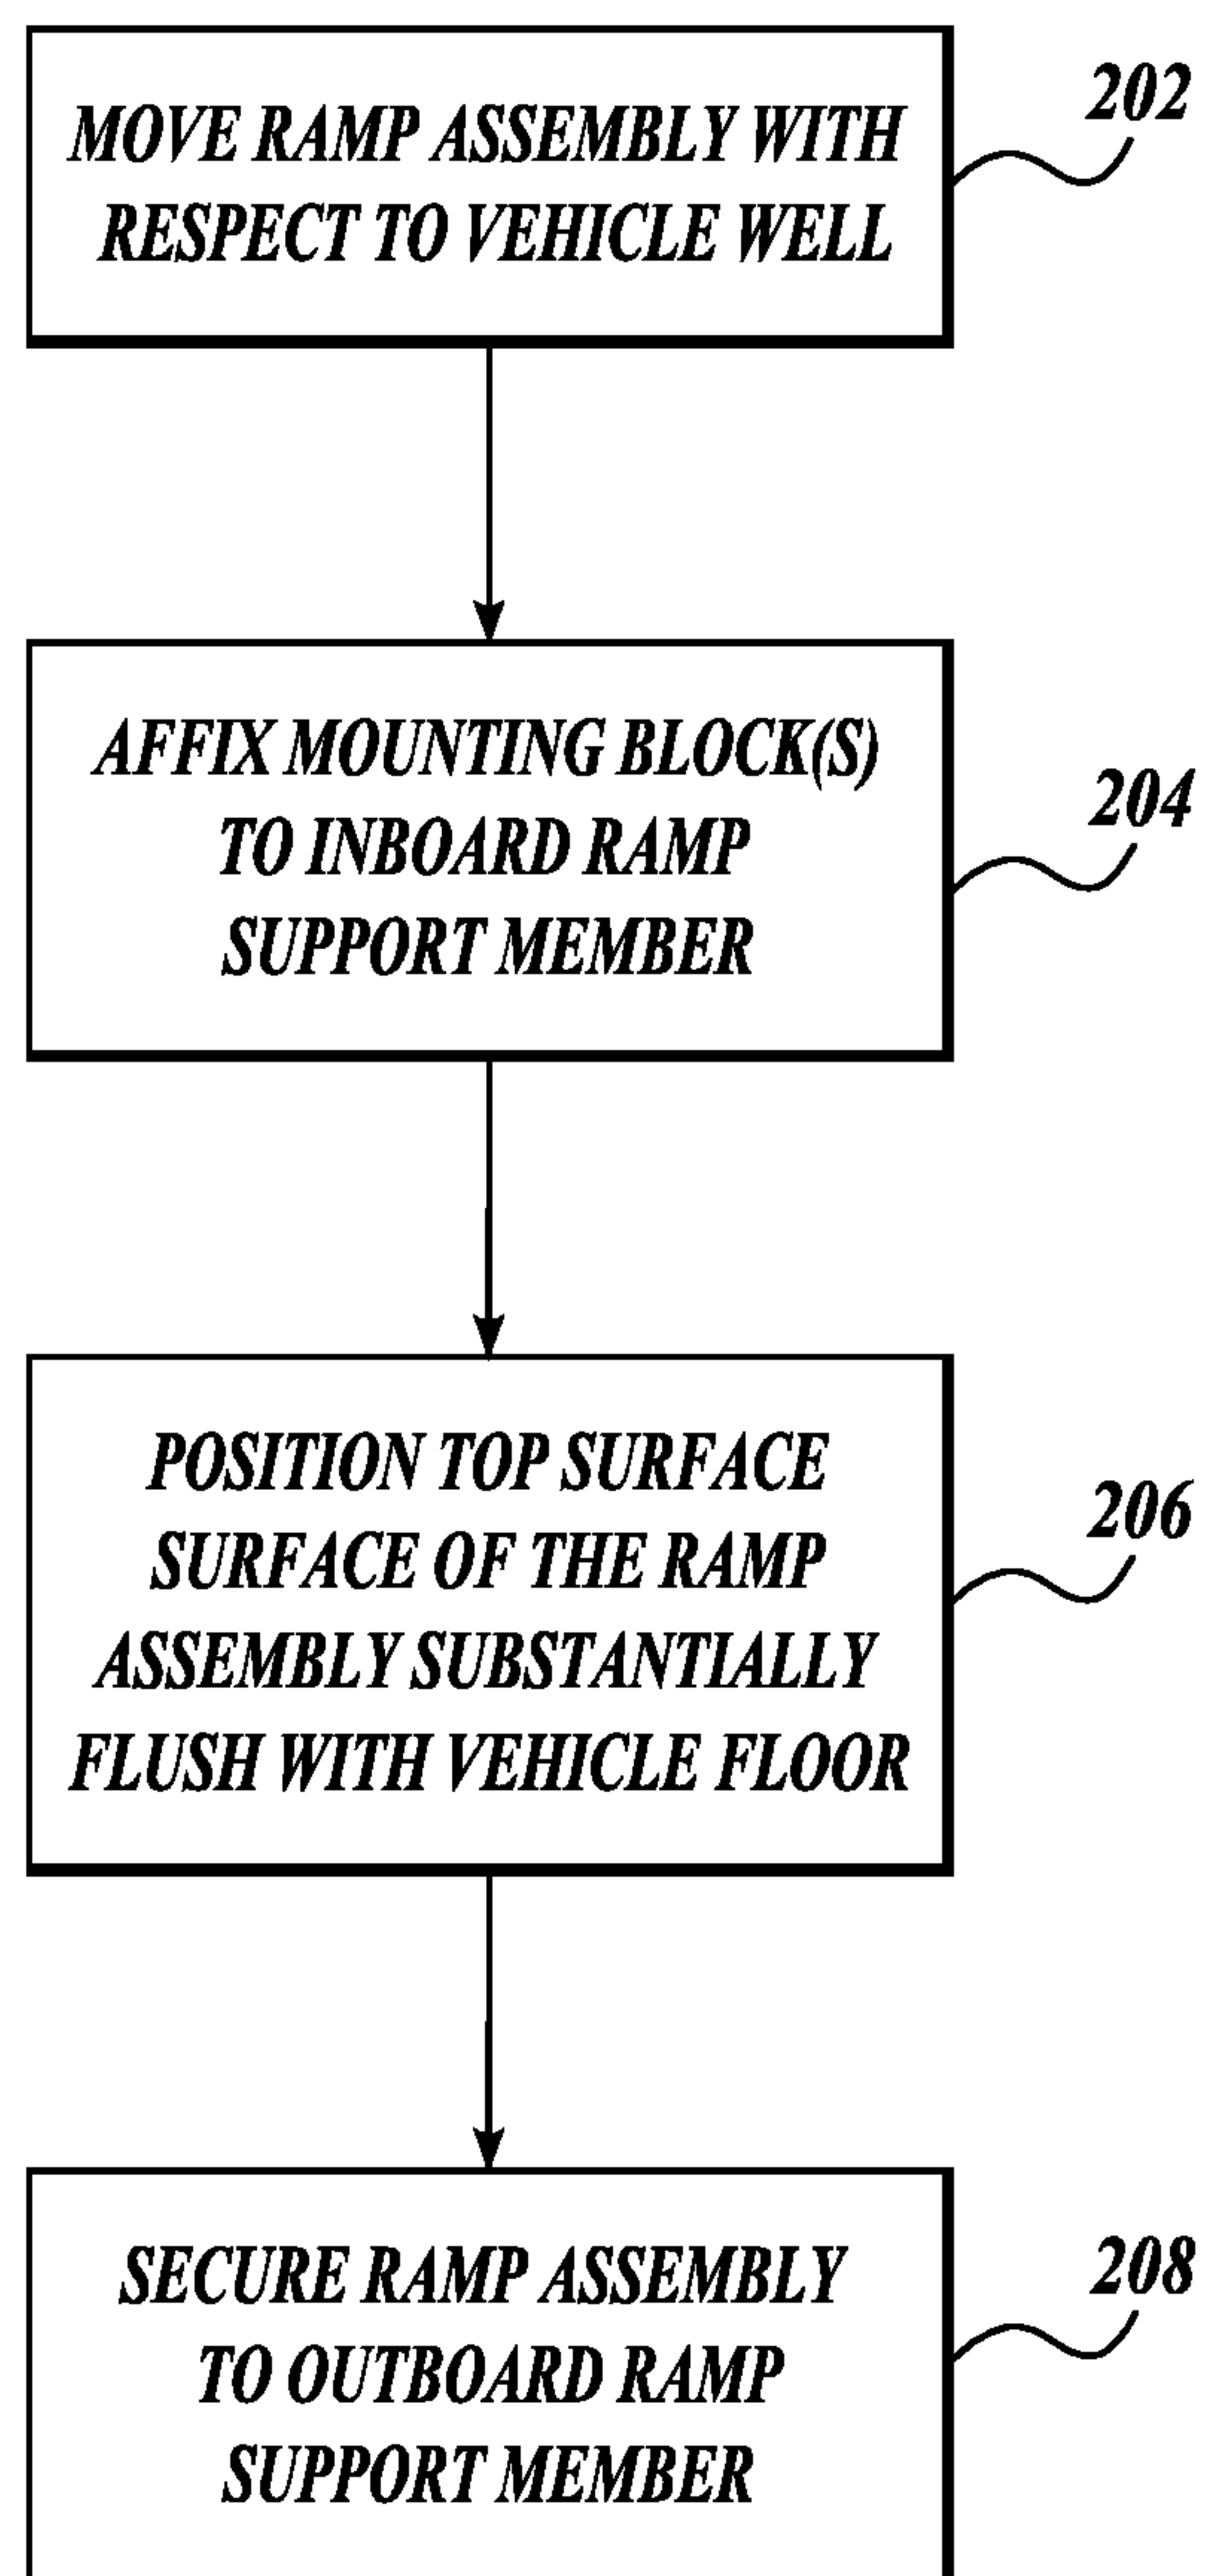 MOVE RAMP ASSEMBLY WITH
RESPECT TO VEHICLE WELL
202
AFFIX MOUNTING BLOCK(S)
TO INBOARD RAMP
SUPPORT MEMBER
204
POSITION TOP SURFACE
SURFACE OF THE RAMP
ASSEMBLY SUBSTANTIALLY
FLUSH WITH VEHICLE FLOOR
206
SECURE RAMP ASSEMBLY
TO OUTBOARD RAMP
SUPPORT MEMBER
208